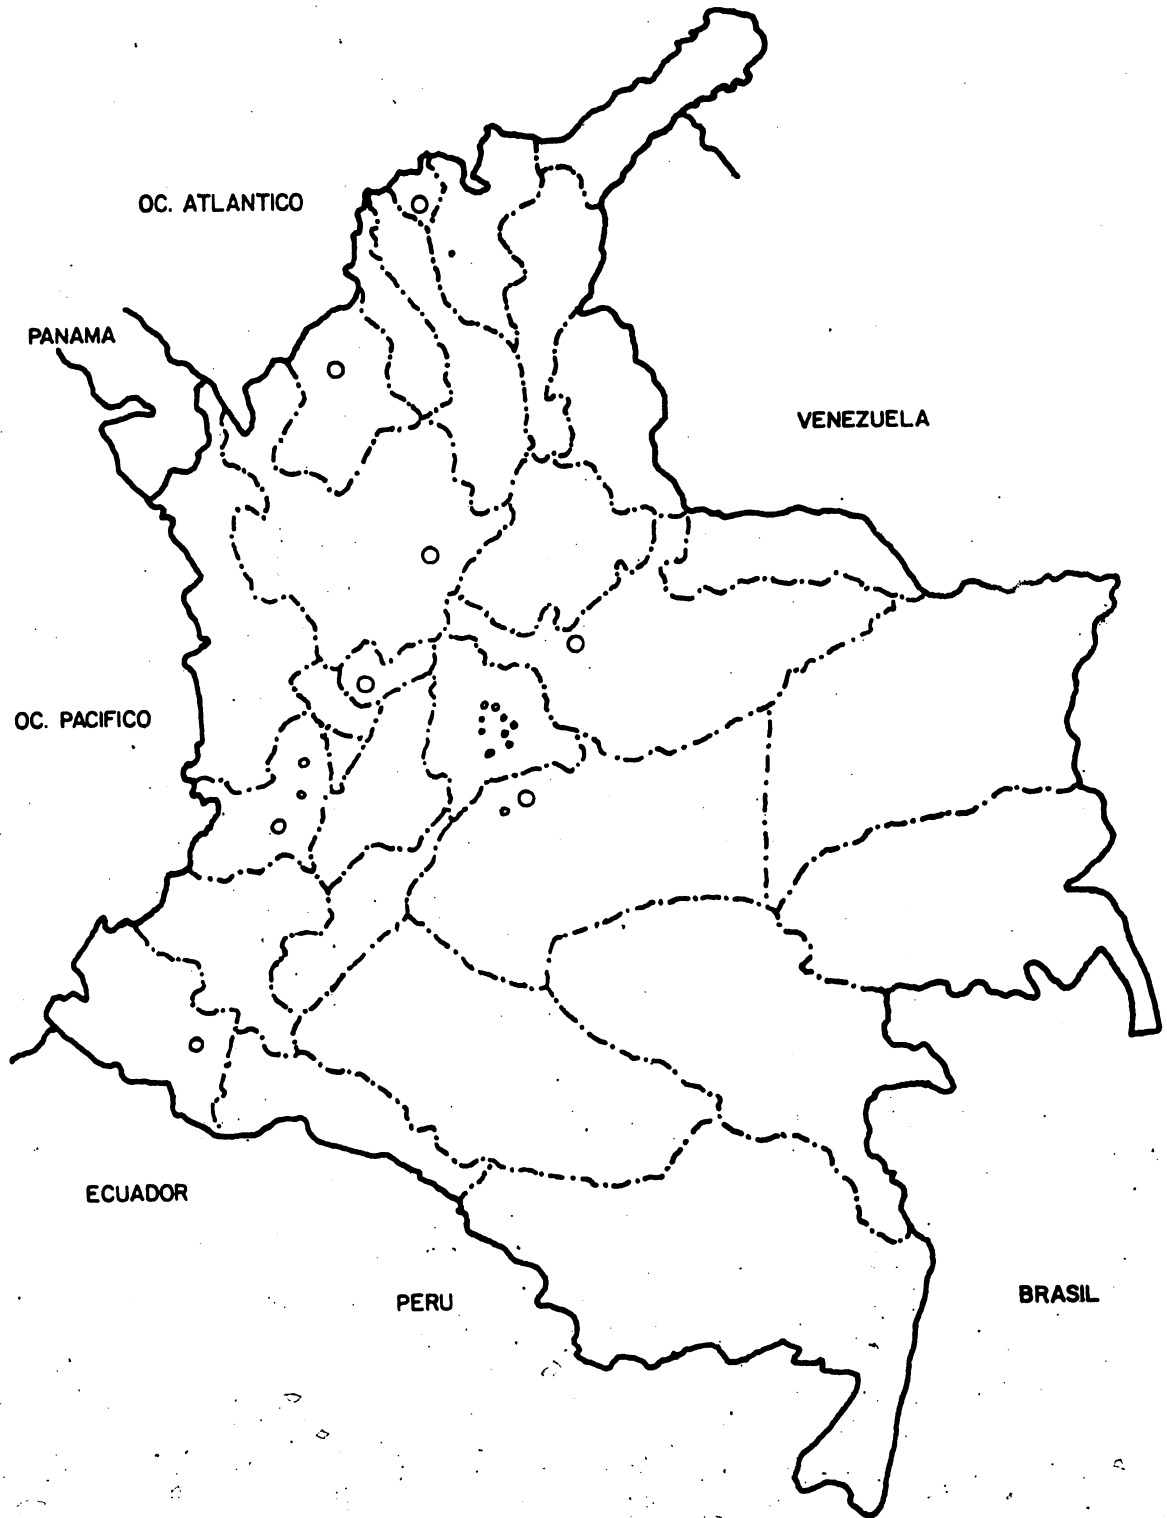 OC. ATLANTICO
PANAMA
VENEZUELA
OC. PACIFICO
ECUADOR
PERU
BRASIL